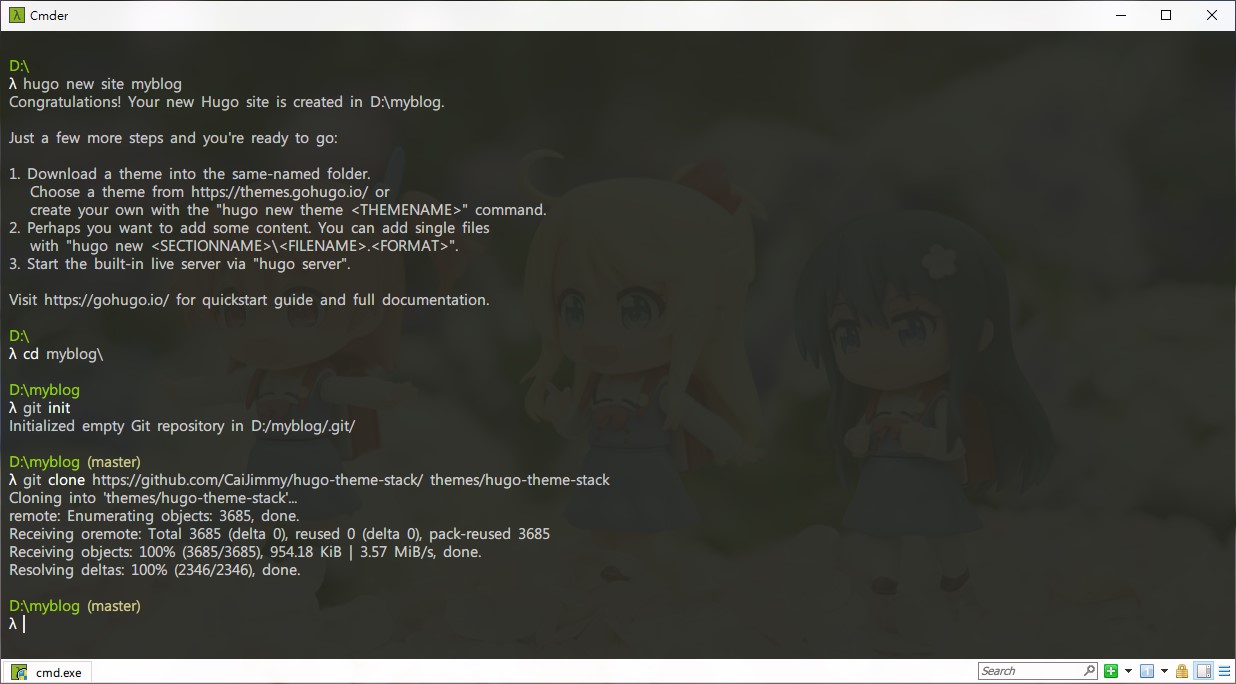 Cmder
D:\
λ hugo new site myblog
Congratulations! Your new Hugo site is created in D:\myblog.
Just a few more steps and you're ready to go:
1. Download a theme into the same-named folder.
Choose a theme from https://themes.gohugo.io/ or
create your own with the "hugo new theme <THEMENAME>" command.
2. Perhaps you want to add some content. You can add single files
with "hugo new <SECTIONNAME>\<FILENAME>.<FORMAT>".
3. Start the built-in live server via "hugo server".
Visit https://gohugo.io/ for quickstart guide and full documentation.
D:\
λ cd myblog\
D:\myblog
λ git init
Initialized empty Git repository in D:/myblog/.git/
D:\myblog (master)
λ git clone https://github.com/CaiJimmy/hugo-theme-stack/ themes/hugo-theme-stack
Cloning into 'themes/hugo-theme-stack'...
remote: Enumerating objects: 3685, done.
Receiving oremote: Total 3685 (delta 0), reused 0 (delta 0), pack-reused 3685
Receiving objects: 100% (3685/3685), 954.18 KiB | 3.57 MiB/s, done.
Resolving deltas: 100% (2346/2346), done.
D:\myblog (master)
λ
cmd.exe
Search